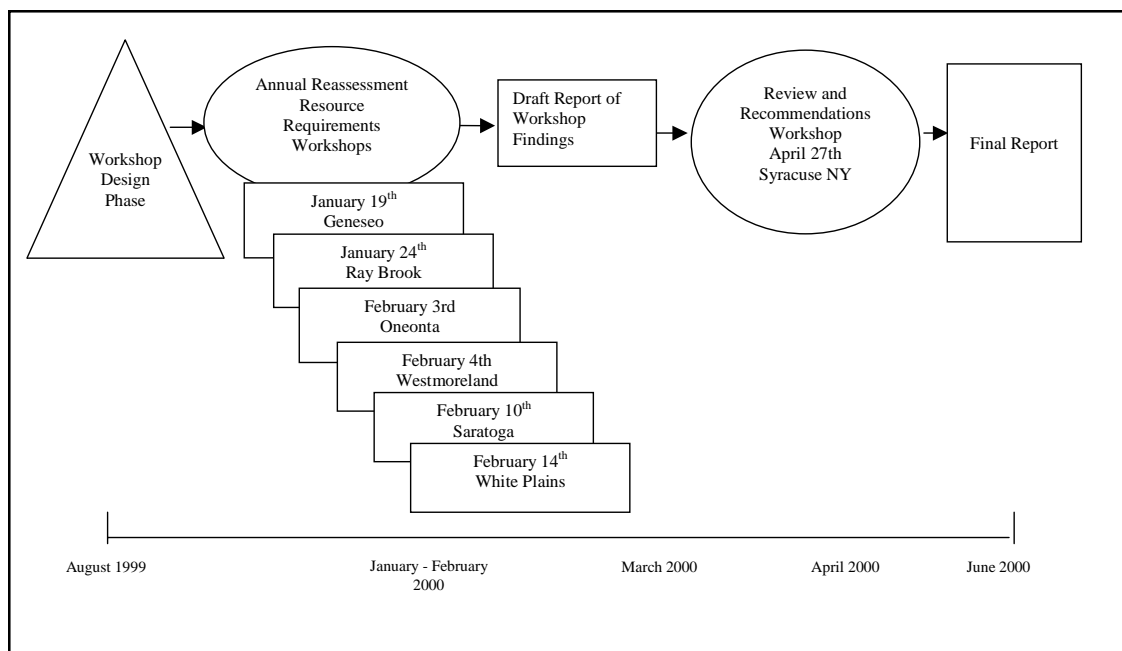 Workshop
Design
Phase
Annual Reassessment
Resource
Requirements
Workshops
January 19th
Geneseo
January 24th
Ray Brook
February 3rd
Oneonta
February 4th
Westmoreland
February 10th
Saratoga
February 14th
White Plains
Draft Report of
Workshop
Findings
Review and
Recommendations
Workshop
April 27th
Syracuse NY
Final Report
August 1999
January - February
2000
March 2000
April 2000
June 2000